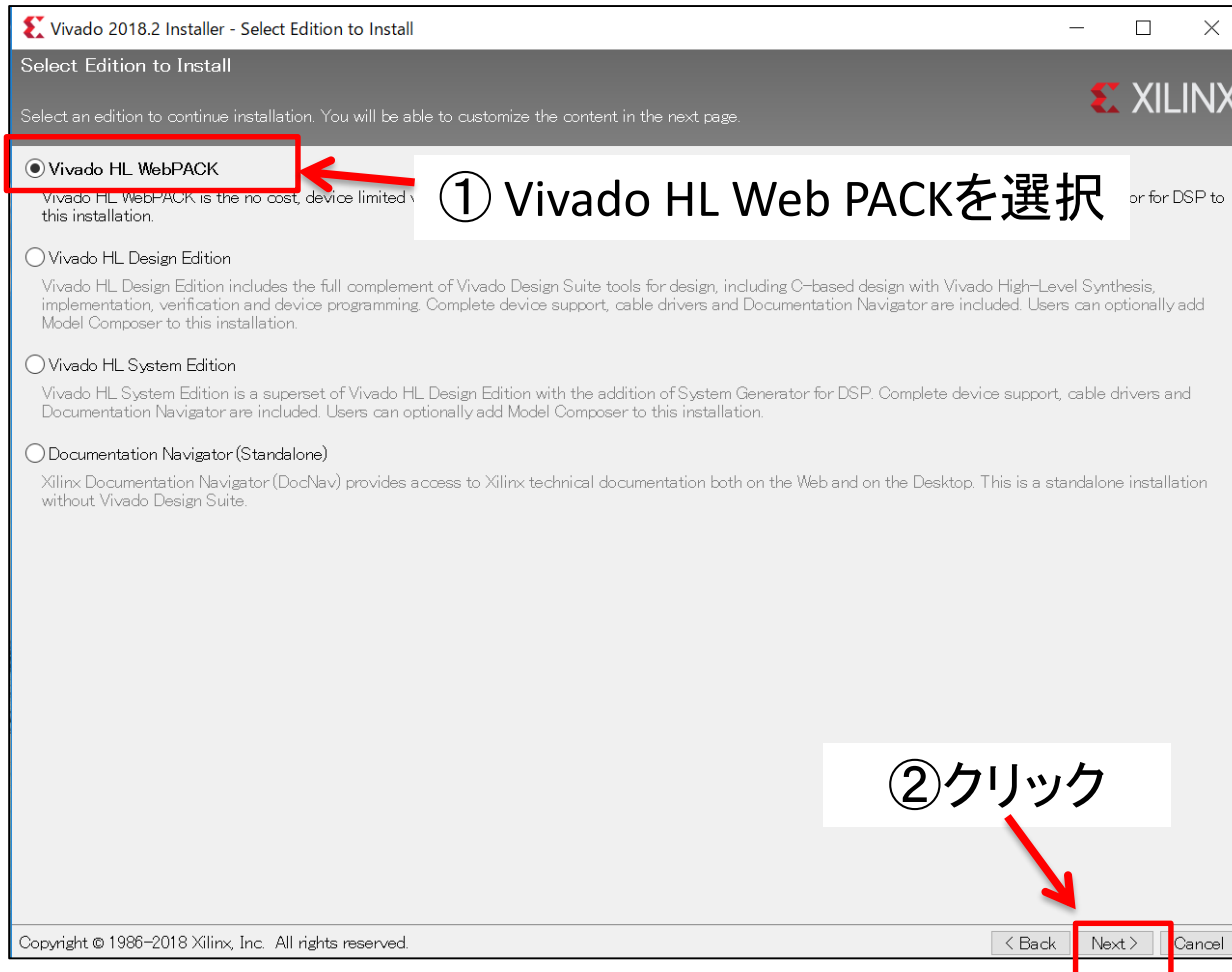 Vivado 2018.2 Installer - Select Edition to Install
Select Edition to Install
XILINX
Select an edition to continue installation. You will be able to customize the content in the next page.
Vivado HL WebPACK
① Vivado HL Web PACKを選択
Vivado HL WebPACK is the no cost, device limited or for DSP to
this installation.
Vivado HL Design Edition
Vivado HL Design Edition includes the full complement of Vivado Design Suite tools for design, including C-based design with Vivado High-Level Synthesis,
implementation, verification and device programming. Complete device support, cable drivers and Documentation Navigator are included. Users can optionally add
Model Composer to this installation.
Vivado HL System Edition
Vivado HL System Edition is a superset of Vivado HL Design Edition with the addition of System Generator for DSP. Complete device support, cable drivers and
Documentation Navigator are included. Users can optionally add Model Composer to this installation.
Documentation Navigator (Standalone)
Xilinx Documentation Navigator (DocNav) provides access to Xilinx technical documentation both on the Web and on the Desktop. This is a standalone installation
without Vivado Design Suite.
②クリック
Copyright © 1986-2018 Xilinx, Inc. All rights reserved.
< Back Next > Cancel